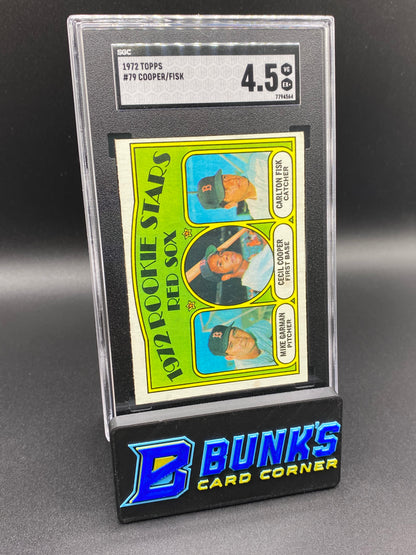 SGC
1972 TOPPS
#79 COOPER/FISK
4.5
VG
EX+
7794564
1972 ROOKIE STARS
RED SOX
MIKE GARMAN
PITCHER
CECIL COOPER
FIRST BASE
CARLTON FISK
CATCHER
B BUNK'S
CARD CORNER